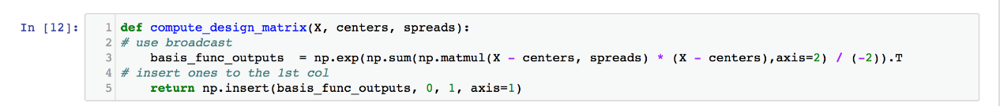 In [12]:
1 def compute_design_matrix(X, centers, spreads):
2 # use broadcast
3     basis_func_outputs  = np.exp(np.sum(np.matmul(X - centers, spreads) * (X - centers),axis=2) / (-2)).T
4 # insert ones to the 1st col
5     return np.insert(basis_func_outputs, 0, 1, axis=1)